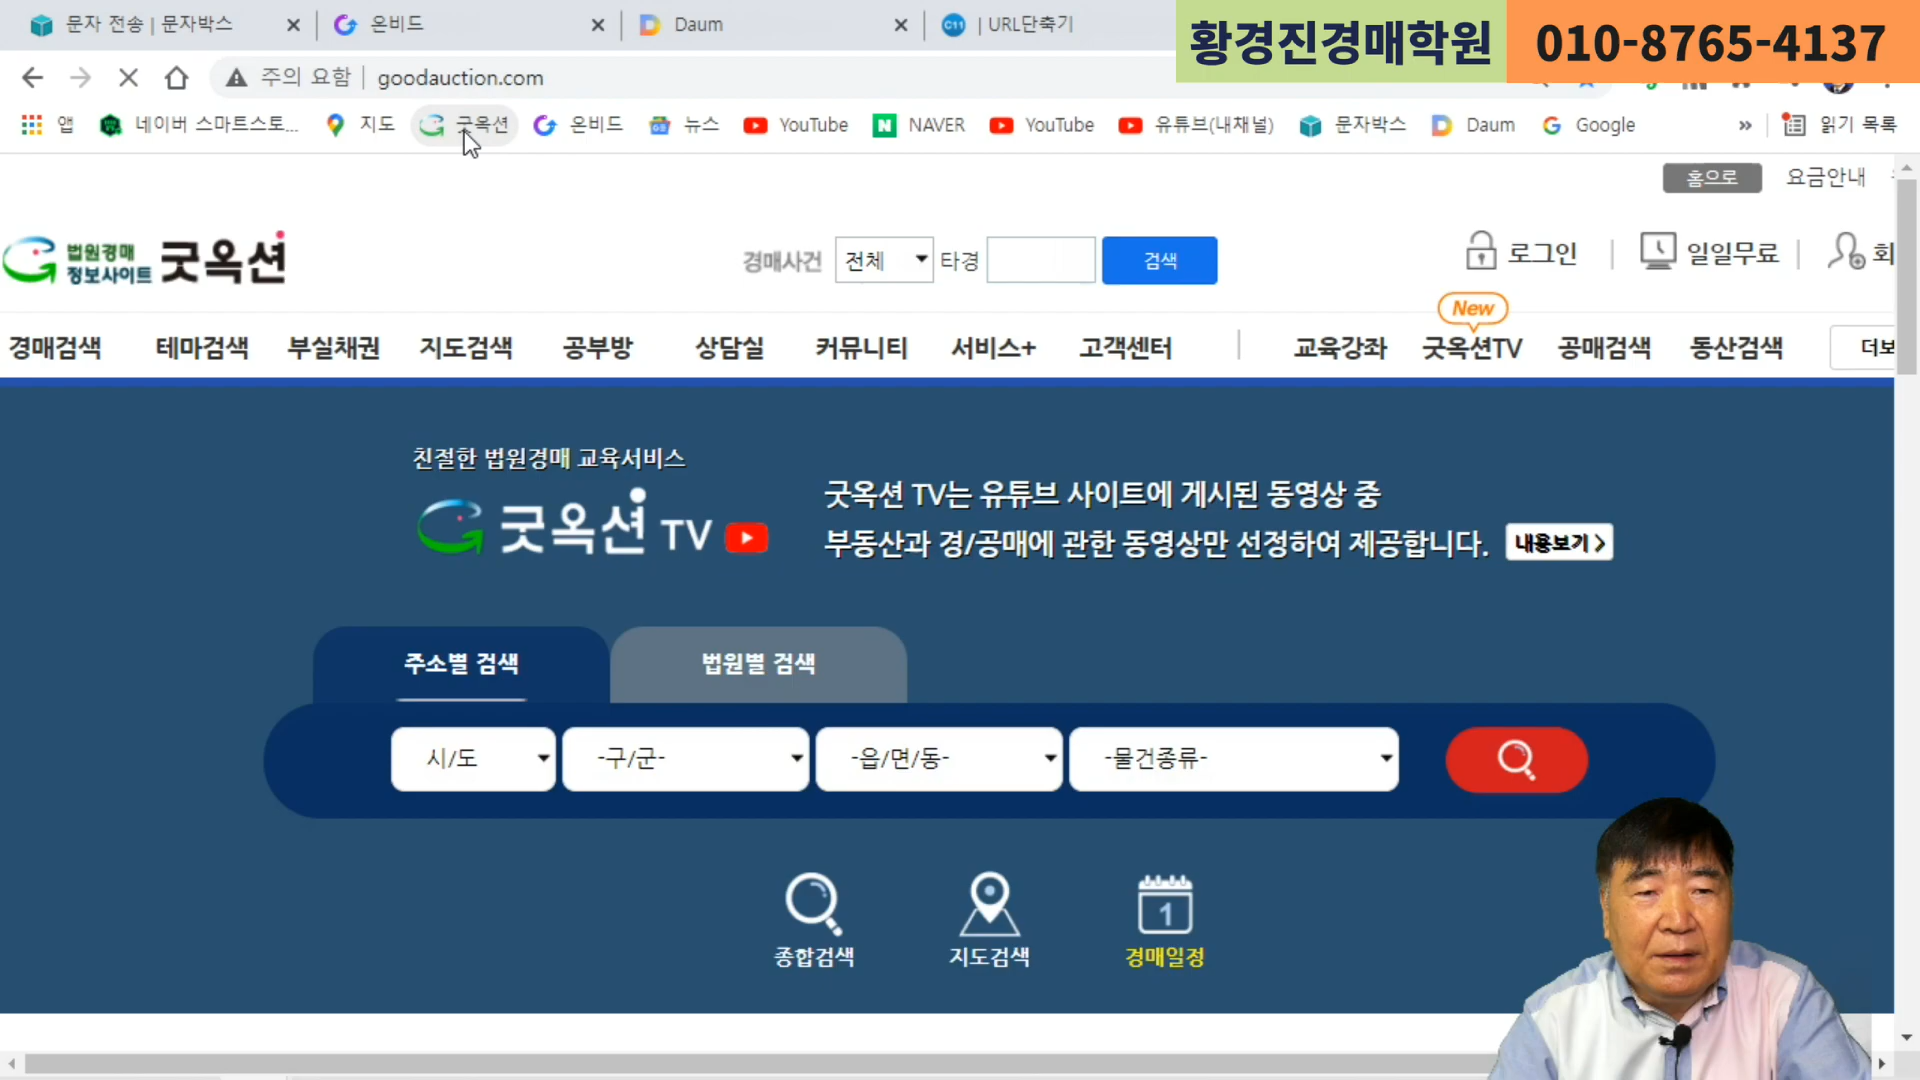 문자 전송 | 문자박스
온비드
Daum
| URL단축기
황경진경매학원
010-8765-4137
주의 요함
goodauction.com
앱
네이버 스마트스토...
지도
굿옥션
온비드
뉴스
YouTube
NAVER
YouTube
유튜브(내채널)
문자박스
Daum
Google
»
읽기 목록
홈으로
요금안내
법원경매
정보사이트
굿옥션
경매사건
전체
타경
검색
로그인
일일무료
회
New
경매검색
테마검색
부실채권
지도검색
공부방
상담실
커뮤니티
서비스+
고객센터
교육강좌
굿옥션TV
공매검색
동산검색
더보
친절한 법원경매 교육서비스
굿옥션 TV
굿옥션 TV는 유튜브 사이트에 게시된 동영상 중
부동산과 경/공매에 관한 동영상만 선정하여 제공합니다.
내용보기 >
주소별 검색
법원별 검색
시/도
-구/군-
-읍/면/동-
-물건종류-
종합검색
지도검색
1
경매일정